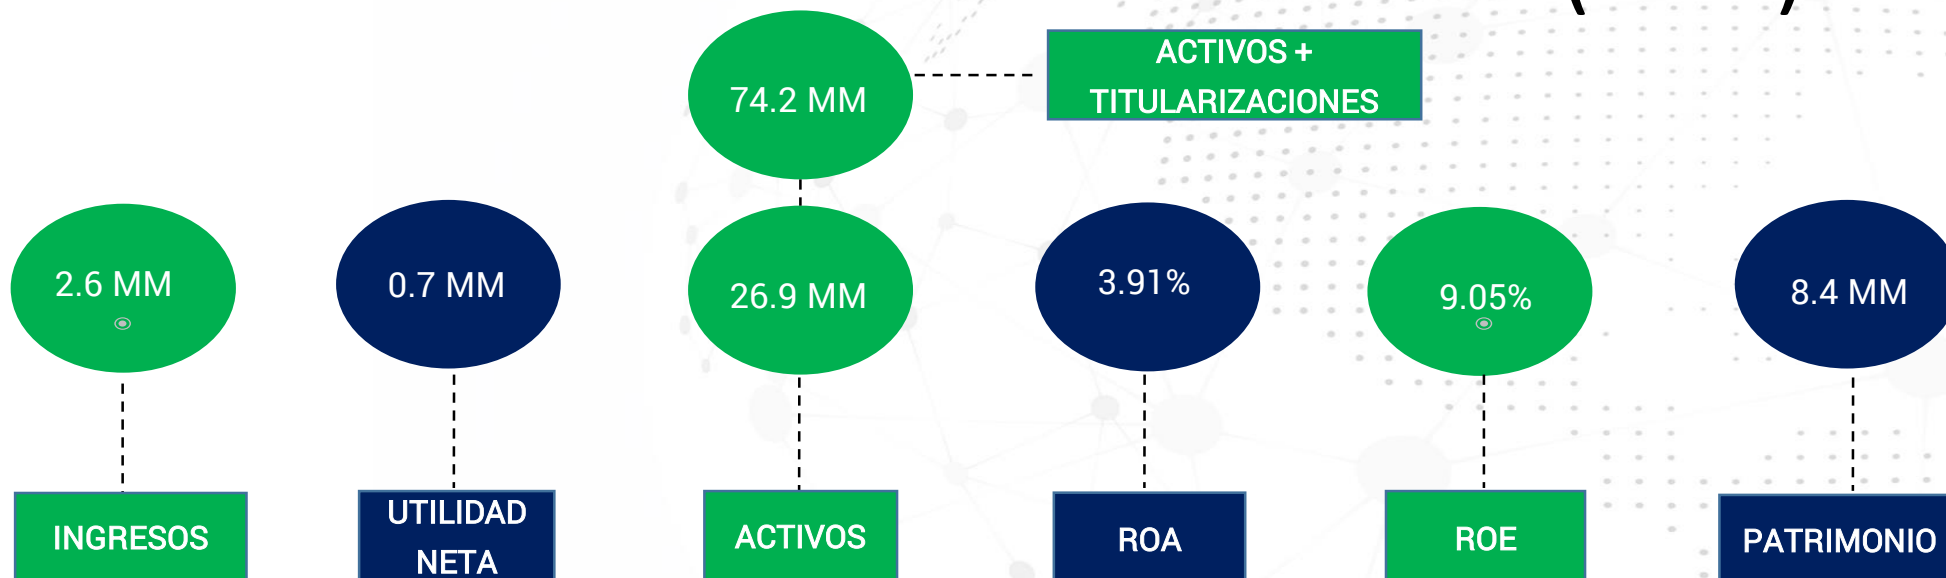 74.2 MM
ACTIVOS +
TITULARIZACIONES
2.6 MM
0.7 MM
26.9 MM
3.91%
9.05%
8.4 MM
INGRESOS
UTILIDAD
NETA
ACTIVOS
ROA
ROE
PATRIMONIO